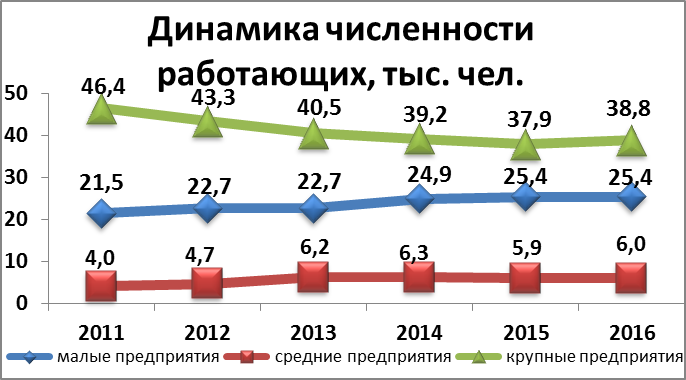 Динамика численности
работающих, тыс. чел.
50
40
30
20
10
0
46,4 43,3 40,5 39,2 37,9 38,8
21,5 22,7 22,7 24,9 25,4 25,4
4,0 4,7 6,2 6,3 5,9 6,0
2011 2012 2013 2014 2015 2016
малые предприятия средние предприятия крупные предприятия